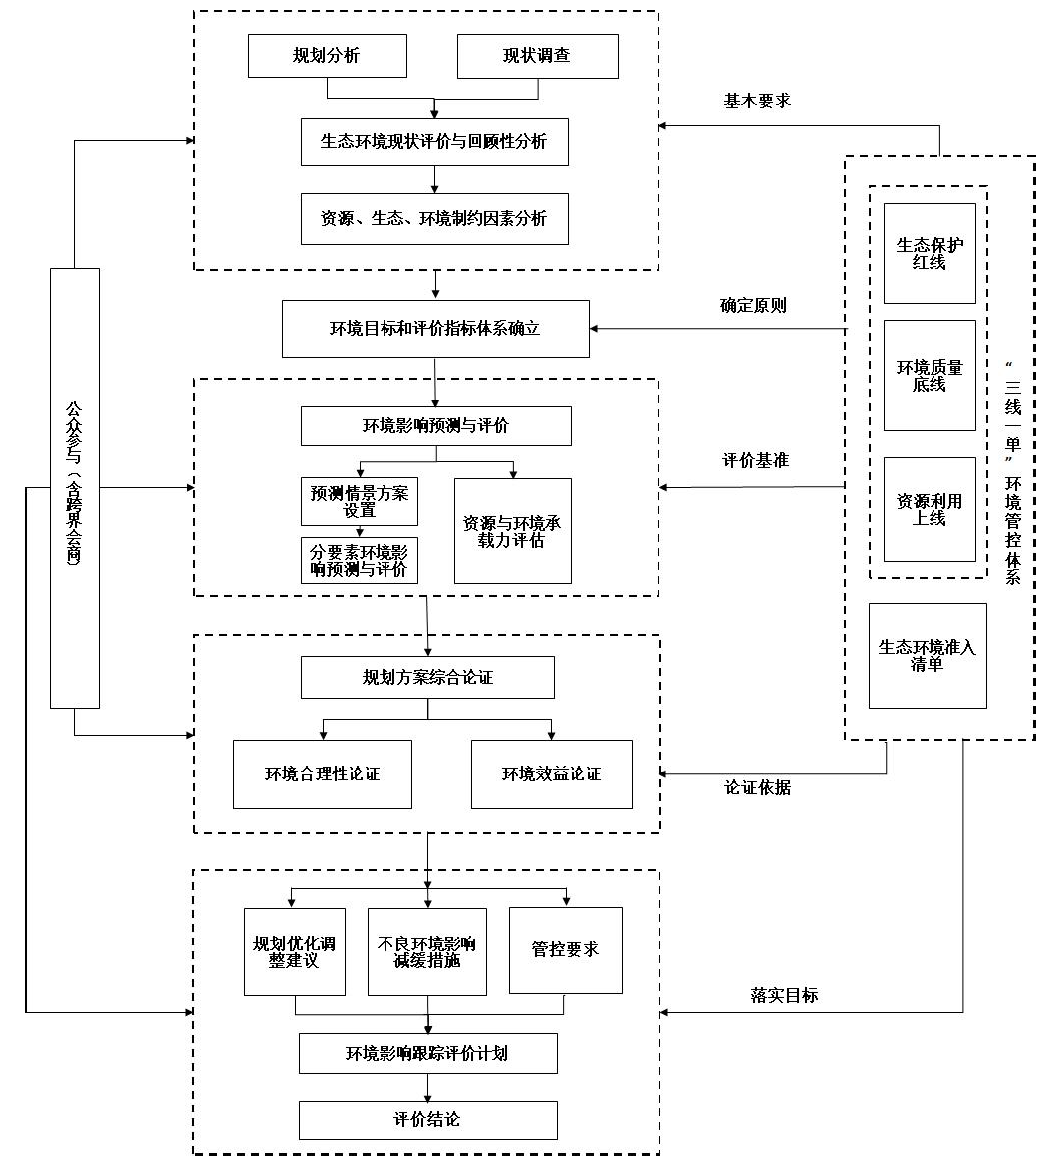 规划分析
现状调查
生态环境现状评价与回顾性分析
资源、生态、环境制约因素分析
基木要求
环境目标和评价指标体系确立
确定原则
公众参与（含跨界会商）
环境影响预测与评价
预测情景方案
设置
分要素环境影
响预测与评价
资源与环境承
载力评估
评价基准
生态保护
红线
环境质量
底线
资源利用
上线
生态环境准入
清单
“三线一单”环境管控体系
规划方案综合论证
环境合理性论证
环境效益论证
论证依据
规划优化调
整建议
不良环境影响
减缓措施
管控要求
落实目标
环境影响跟踪评价计划
评价结论